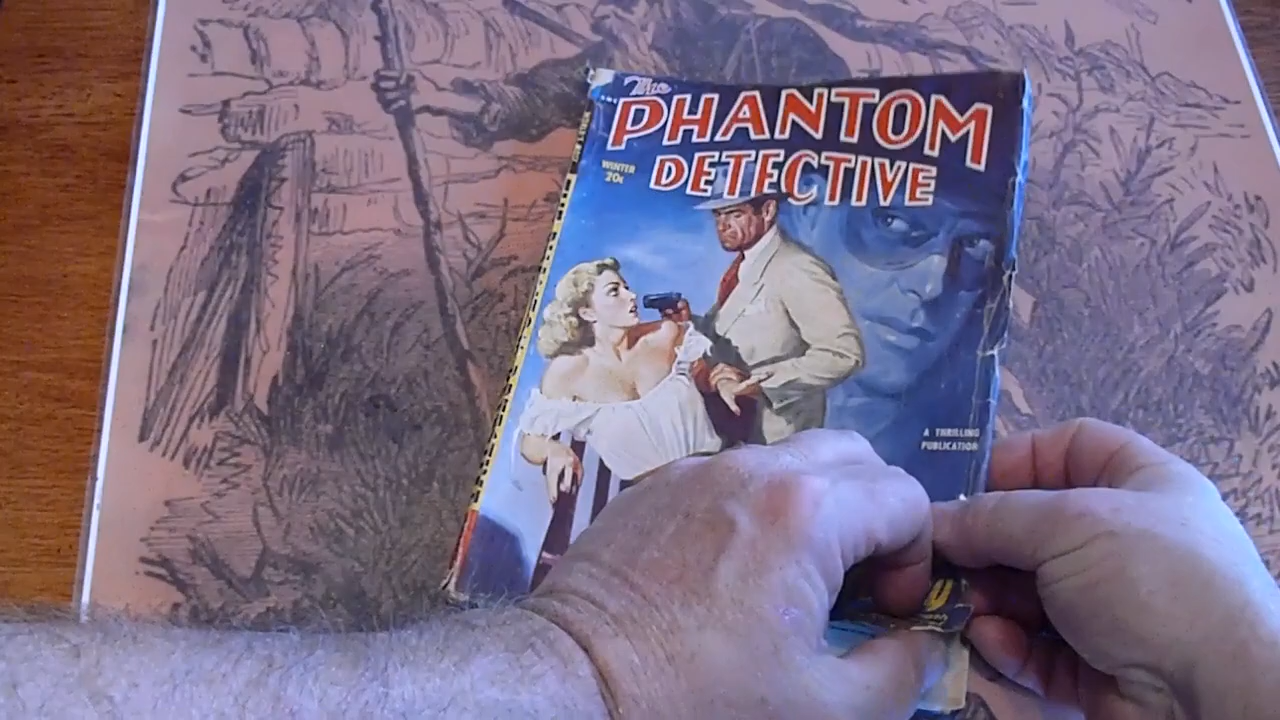 The
PHANTOM
DETECTIVE
WINTER
20¢
A THRILLING
PUBLICATION